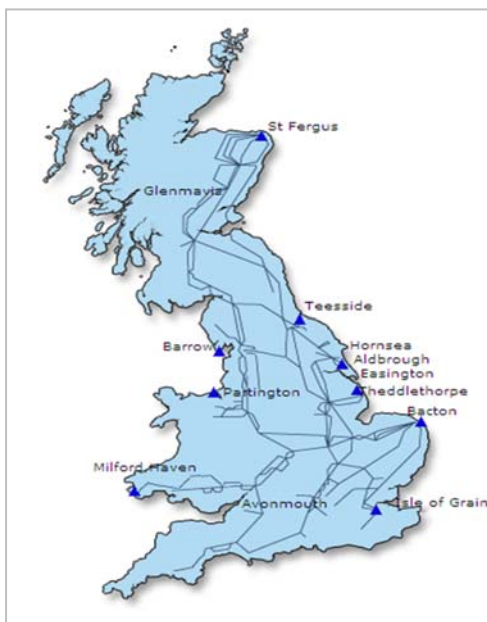 St Fergus
Glenmavis
Teesside
Barrow
Hornsea
Aldbrough
Easington
Partington
Theddlethorpe
Bacton
Milford Haven
Avonmouth
Isle of Grain